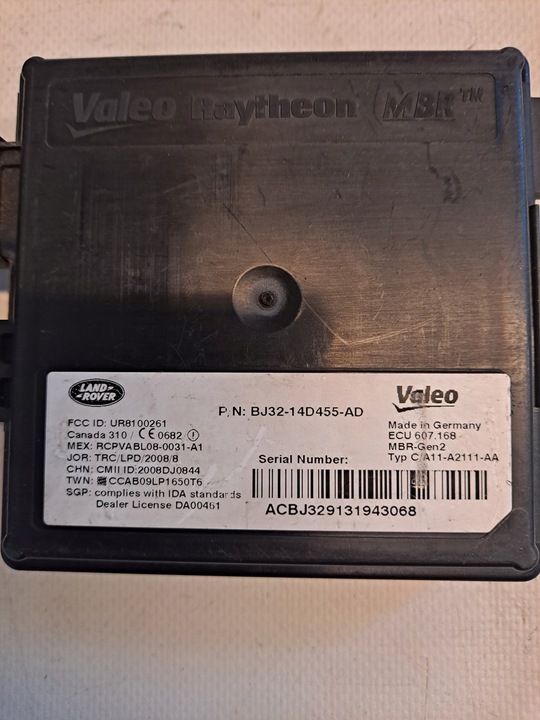 Valeo Raytheon MBR™
LAND-ROVER
P.N: BJ32-14D455-AD
Valeo
FCC ID: UR8100261
Canada 310 / CE 0682
MEX: RCPVABL08-0031-A1
JOR: TRC/LPD/2008/8
CHN: CMII ID:2008DJ0844
TWN: CCAB09LP1650T6
SGP: complies with IDA standards
Dealer License DA00461
Made in Germany
ECU 607.168
MBR-Gen2
Typ C/A11-A2111-AA
Serial Number:
ACBJ329131943068